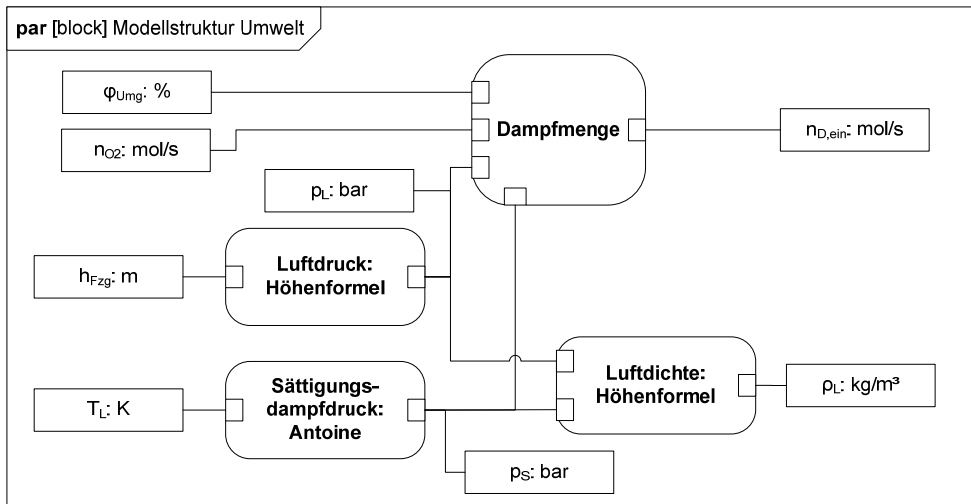 par [block] Modellstruktur Umwelt
φUmg: %
nO2: mol/s
Dampfmenge
nD,ein: mol/s
pL: bar
hFzg: m
Luftdruck:
Höhenformel
TL: K
Sättigungs-
dampfdruck:
Antoine
Luftdichte:
Höhenformel
ρL: kg/m³
pS: bar